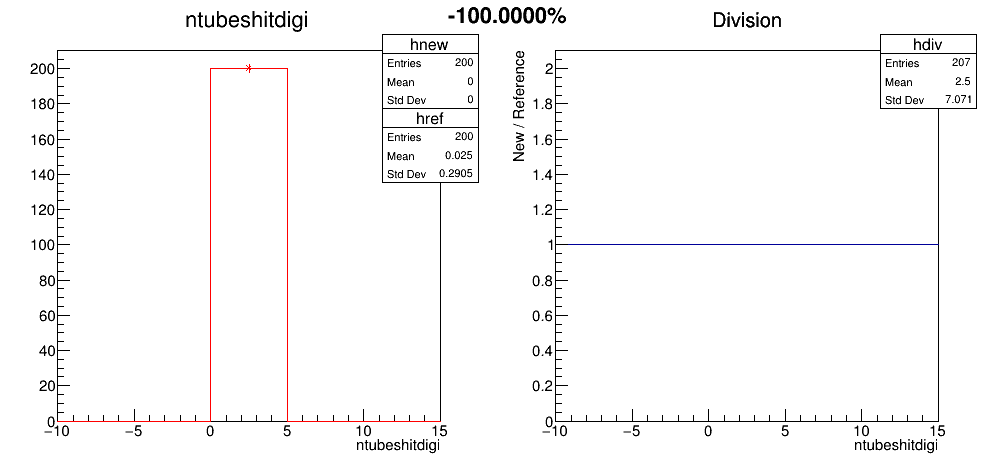 -100.0000%
ntubeshitdigi
hnew
Entries 200
Mean 0
Std Dev 0
href
Entries 200
Mean 0.025
Std Dev 0.2905
200
180
160
140
120
100
80
60
40
20
0
−10 −5 0 5 10 15
ntubeshitdigi
Division
hdiv
Entries 207
Mean 2.5
Std Dev 7.071
New / Reference
2
1.8
1.6
1.4
1.2
1
0.8
0.6
0.4
0.2
0
−10 −5 0 5 10 15
ntubeshitdigi